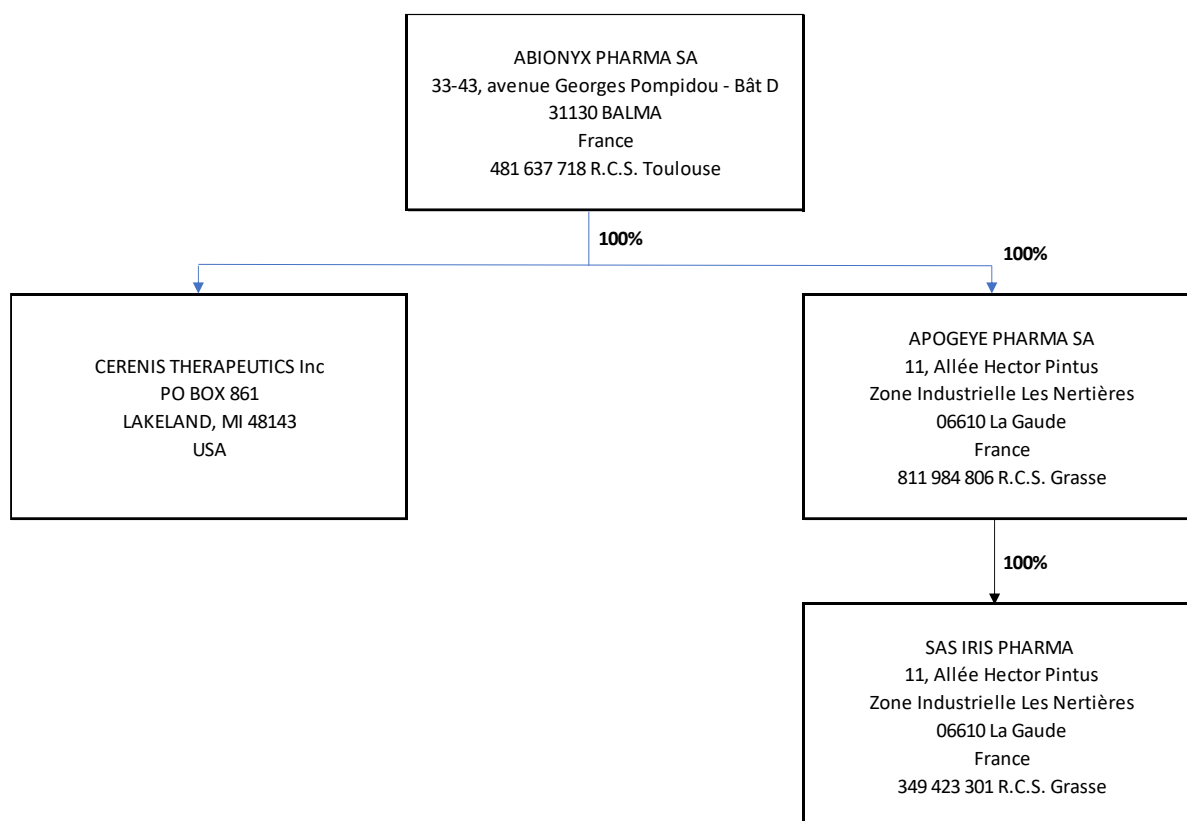 ABIONYX PHARMA SA
33-43, avenue Georges Pompidou - Bât D
31130 BALMA
France
481 637 718 R.C.S. Toulouse
100%
100%
CERENIS THERAPEUTICS Inc
PO BOX 861
LAKELAND, MI 48143
USA
APOGEYE PHARMA SA
11, Allée Hector Pintus
Zone Industrielle Les Nertières
06610 La Gaude
France
811 984 806 R.C.S. Grasse
100%
SAS IRIS PHARMA
11, Allée Hector Pintus
Zone Industrielle Les Nertières
06610 La Gaude
France
349 423 301 R.C.S. Grasse